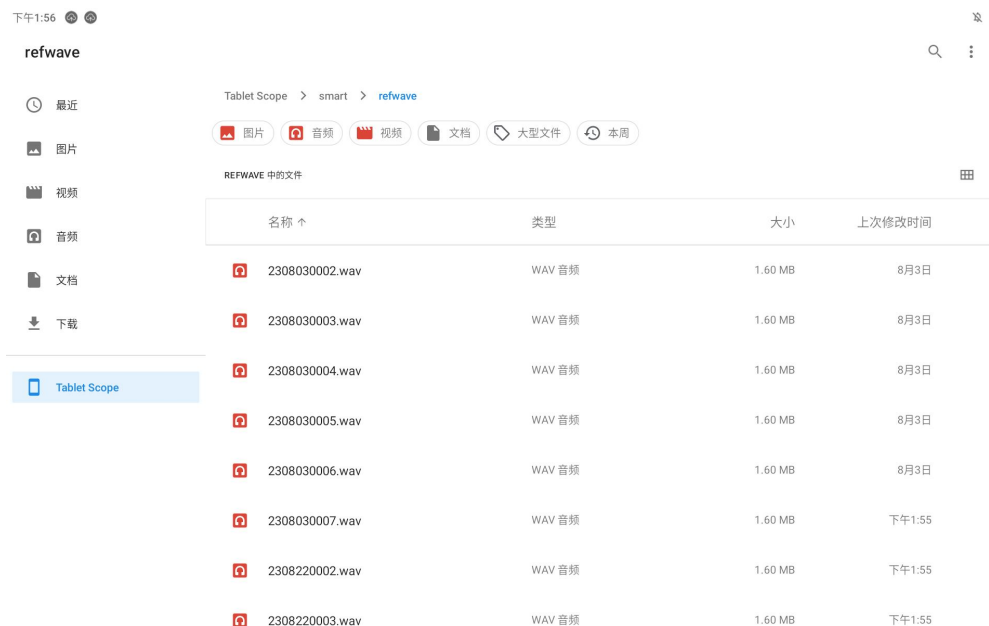 下午1:56
refwave
最近
图片
视频
音频
文档
下载
Tablet Scope
Tablet Scope > smart > refwave
图片 音频 视频 文档 大型文件 本周
REFWAVE 中的文件
名称 ↑ 类型 大小 上次修改时间
2308030002.wav WAV 音频 1.60 MB 8月3日
2308030003.wav WAV 音频 1.60 MB 8月3日
2308030004.wav WAV 音频 1.60 MB 8月3日
2308030005.wav WAV 音频 1.60 MB 8月3日
2308030006.wav WAV 音频 1.60 MB 8月3日
2308030007.wav WAV 音频 1.60 MB 下午1:55
2308220002.wav WAV 音频 1.60 MB 下午1:55
2308220003.wav WAV 音频 1.60 MB 下午1:55